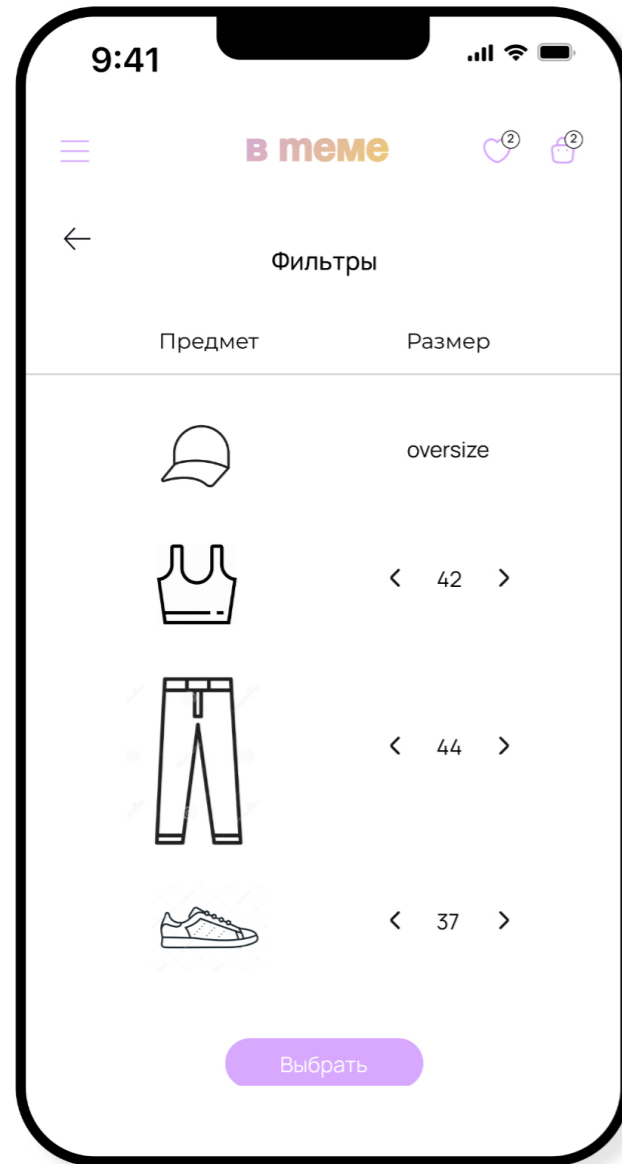 9:41
в теме 2 2
Фильтры
Предмет Размер
oversize
42
44
37
Выбрать